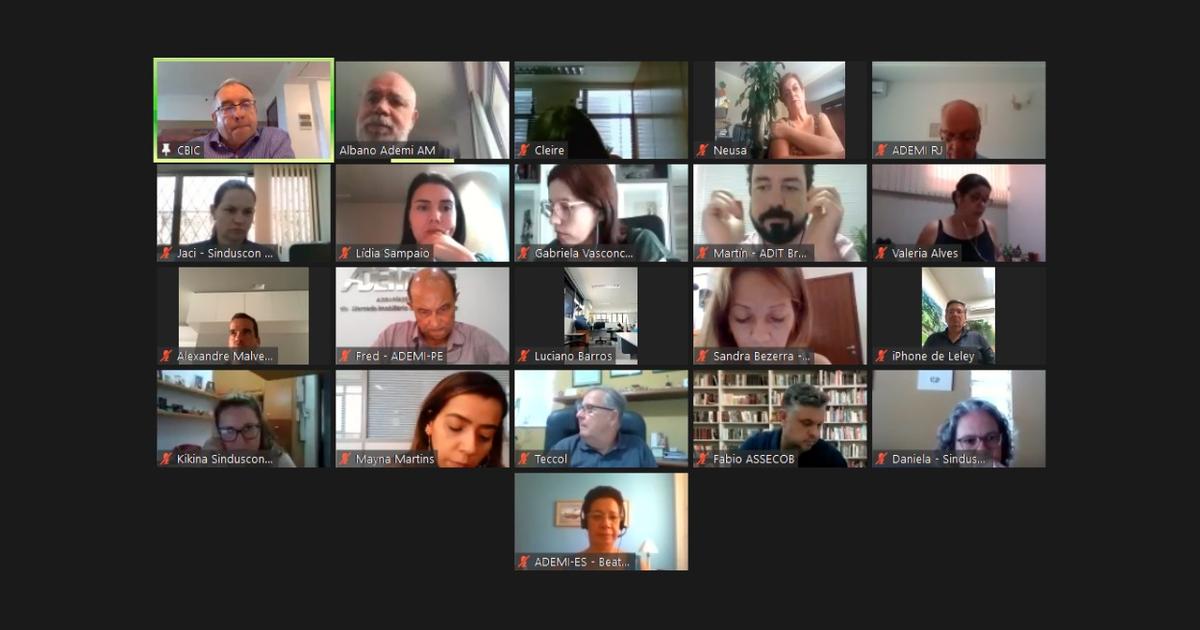 CBIC
Albano Ademi AM
Cleire
Neusa
ADEMI RJ
Jaci - Sinduscon ...
Lídia Sampaio
Gabriela Vasconc...
Martin - ADIT Br...
Valeria Alves
Alexandre Malve...
Fred - ADEMI-PE
Luciano Barros
Sandra Bezerra -...
iPhone de Leley
Kikina Sinduscon...
Mayna Martins
Teccol
Fabio ASSECOB
Daniela - Sindus...
ADEMI-ES - Beat...